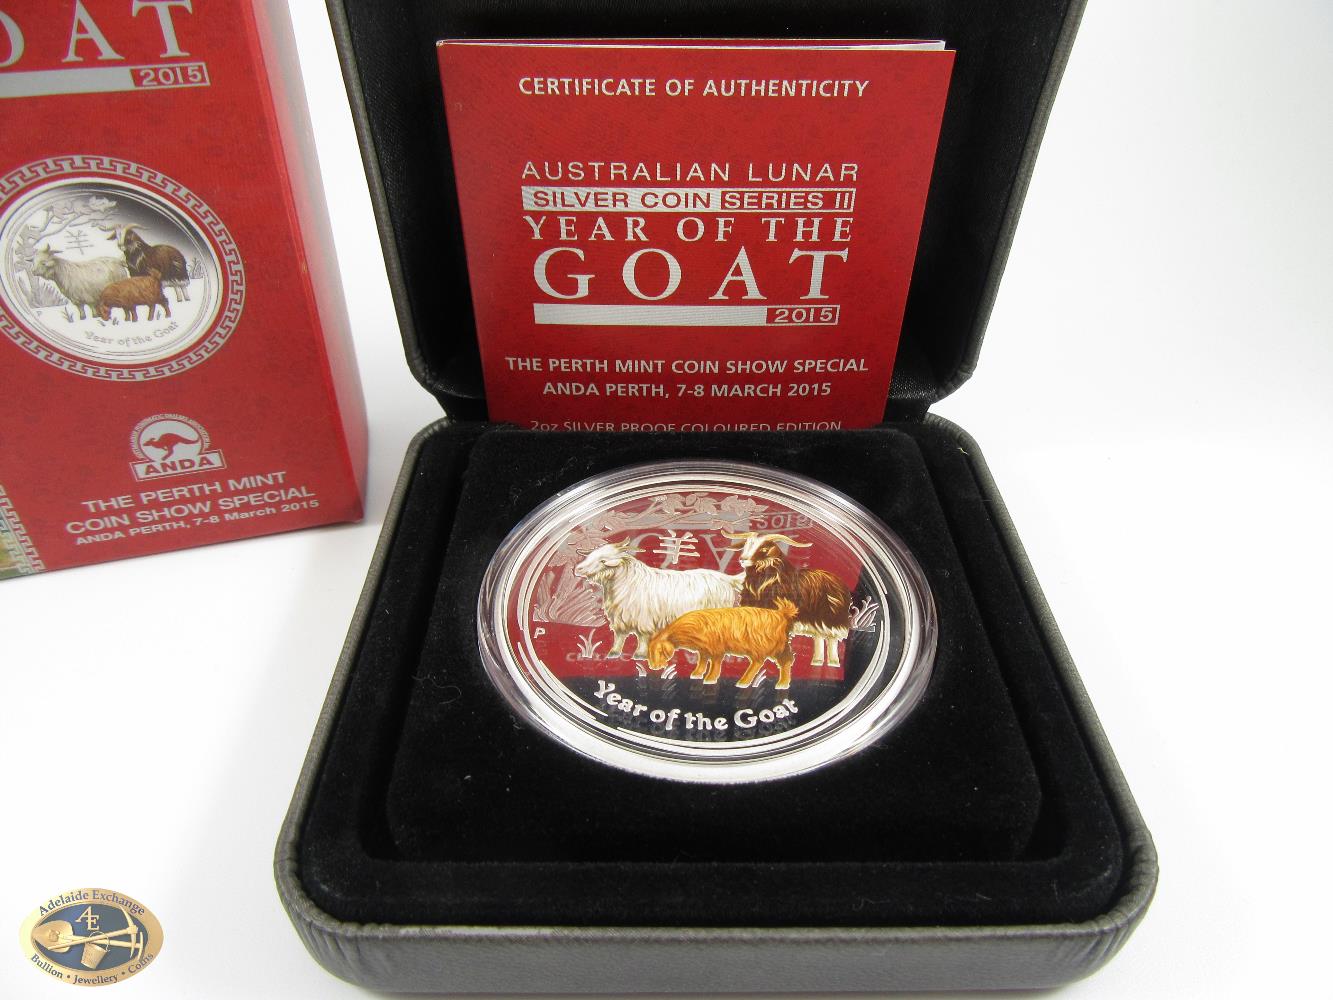 GOAT
2015
羊
P
Year of the Goat
ANDA
THE PERTH MINT
COIN SHOW SPECIAL
ANDA PERTH, 7-8 March 2015
CERTIFICATE OF AUTHENTICITY
AUSTRALIAN LUNAR
SILVER COIN SERIES II
YEAR OF THE
GOAT
2015
THE PERTH MINT COIN SHOW SPECIAL
ANDA PERTH, 7-8 MARCH 2015
2oz SILVER PROOF COLOURED EDITION
羊
P
Year of the Goat
Adelaide Exchange
AE
Bullion • Jewellery • Coins